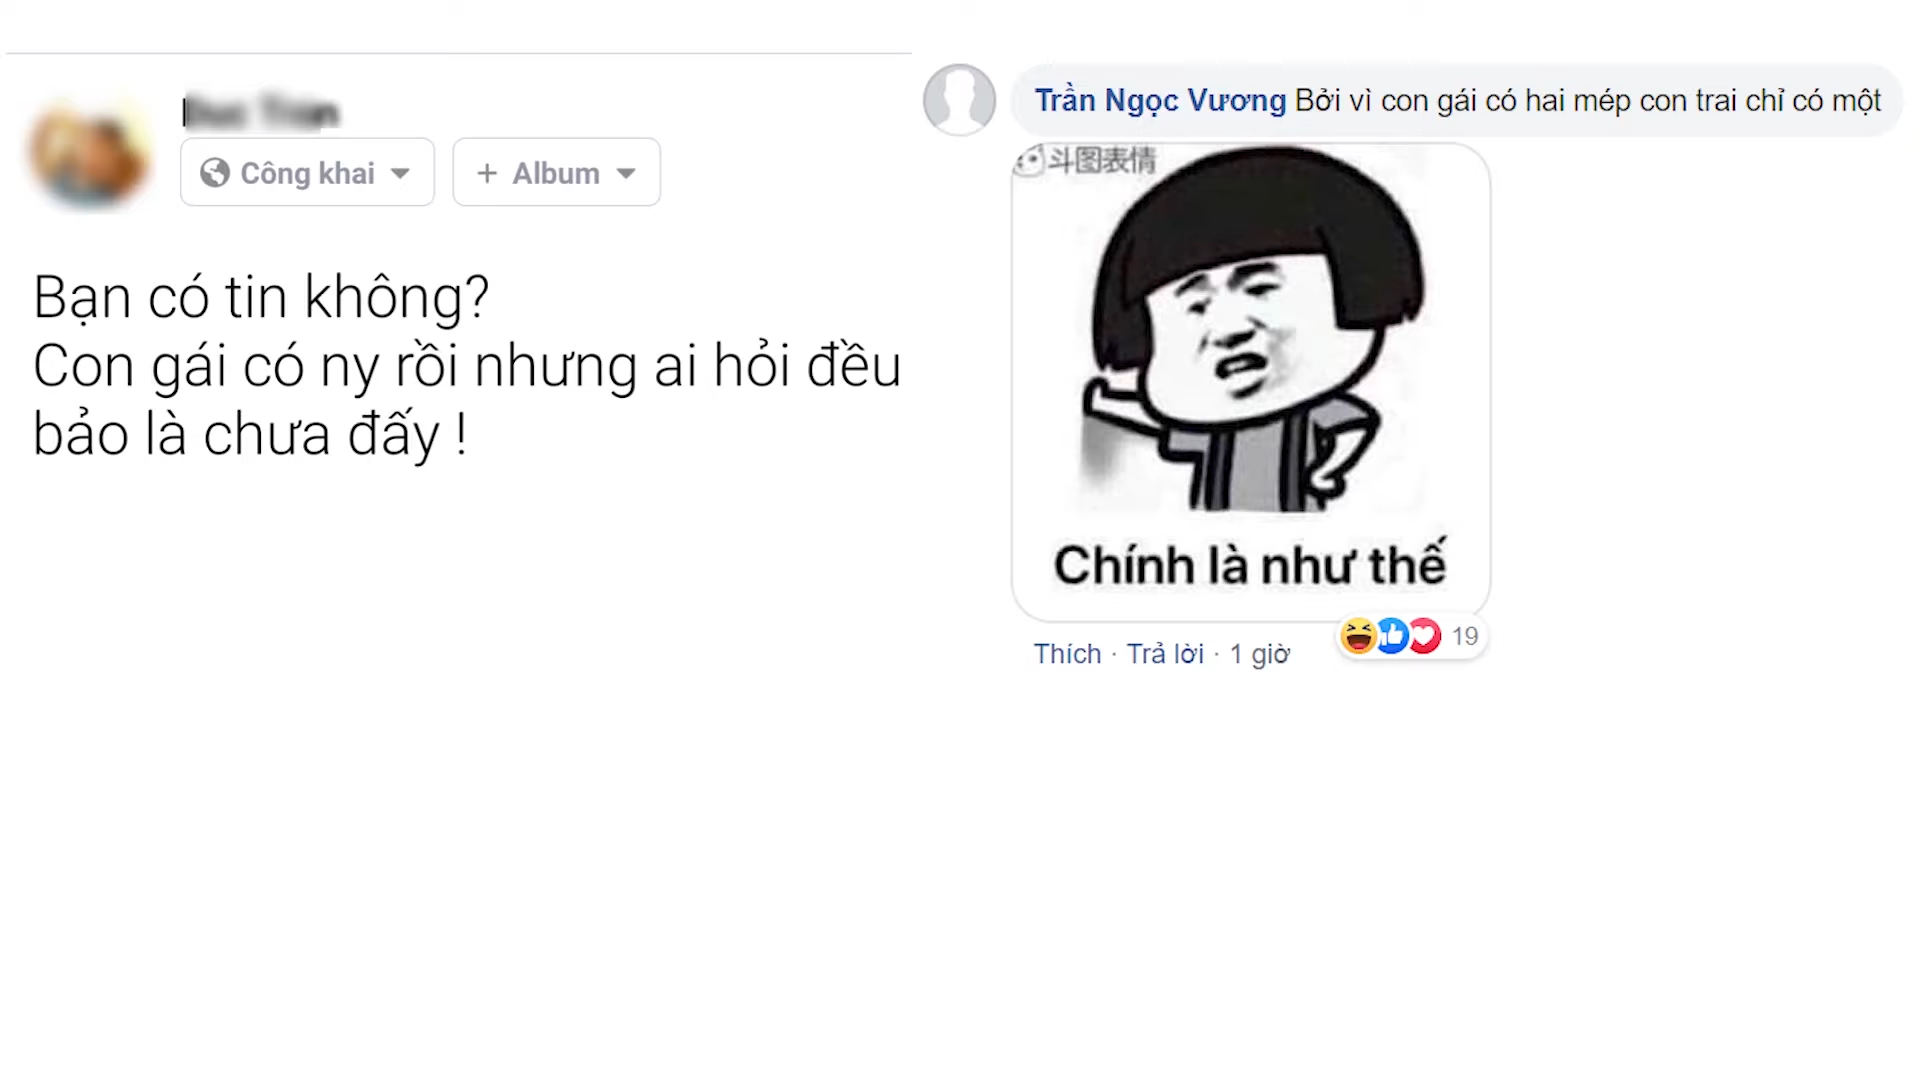 Công khai
+ Album
Bạn có tin không?
Con gái có ny rồi nhưng ai hỏi đều
bảo là chưa đấy !
Trần Ngọc Vương Bởi vì con gái có hai mép con trai chỉ có một
斗图表情
Chính là như thế
Thích · Trả lời · 1 giờ
19